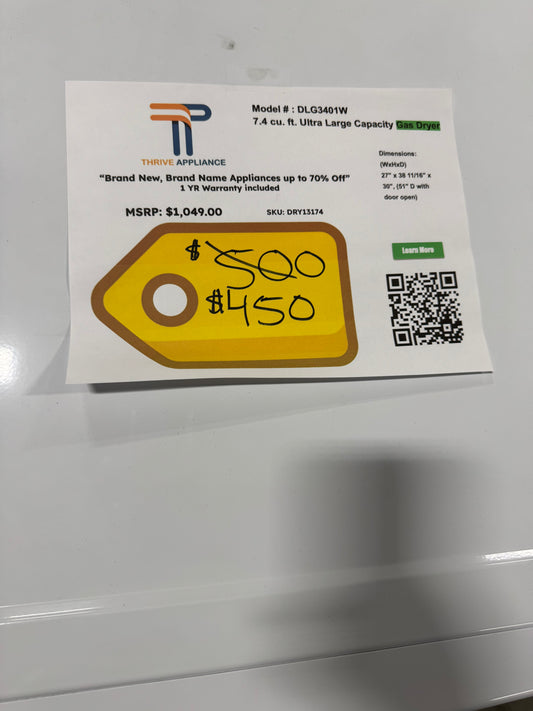 Model # : DLG3401W
7.4 cu. ft. Ultra Large Capacity Gas Dryer
THRIVE APPLIANCE
“Brand New, Brand Name Appliances up to 70% Off”
1 YR Warranty included
Dimensions:
(WxHxD)
27" x 38 11/16" x
30", (51" D with
door open)
MSRP: $1,049.00
SKU: DRY13174
$500
$450
Learn More